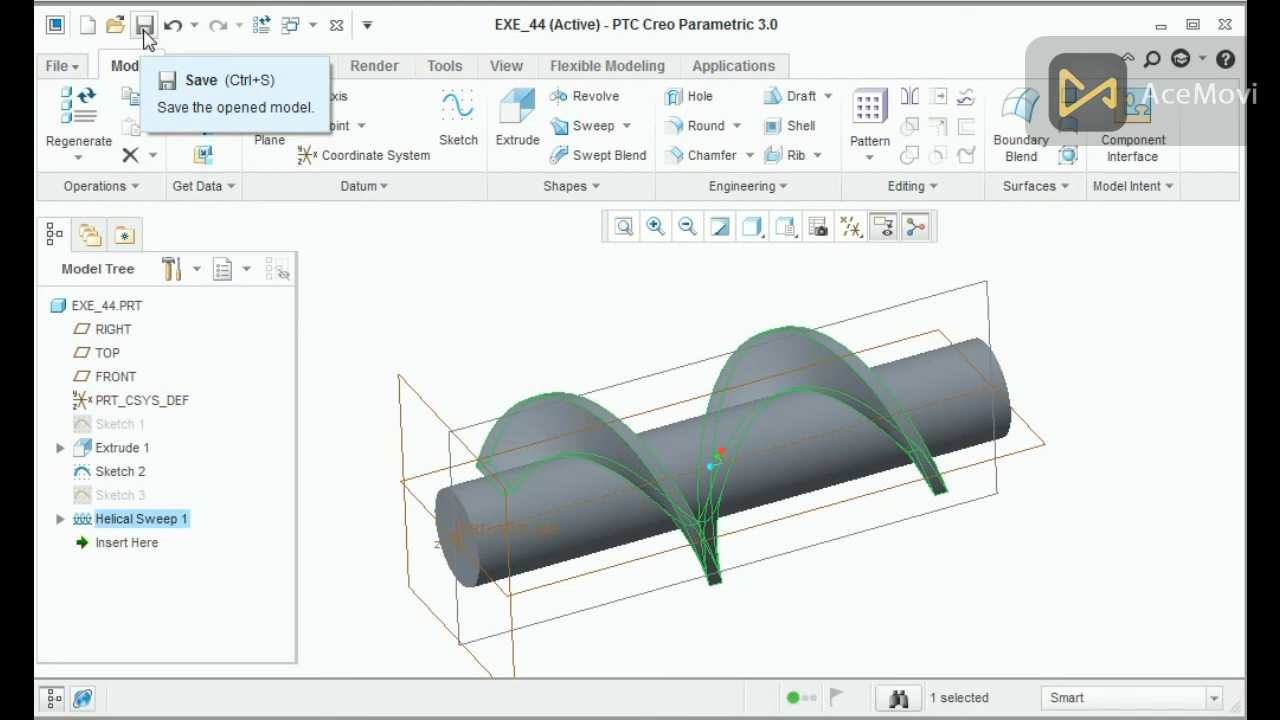 EXE_44 (Active) - PTC Creo Parametric 3.0
File
Mod
Render
Tools
View
Flexible Modeling
Applications
AceMovi
Save (Ctrl+S)
Save the opened model.
Regenerate
Operations
Get Data
Plane
xis
oint
Coordinate System
Sketch
Datum
Extrude
Revolve
Sweep
Swept Blend
Shapes
Hole
Round
Chamfer
Draft
Shell
Rib
Engineering
Pattern
Editing
Boundary
Blend
Surfaces
Component
Interface
Model Intent
Model Tree
EXE_44.PRT
RIGHT
TOP
FRONT
PRT_CSYS_DEF
Sketch 1
Extrude 1
Sketch 2
Sketch 3
Helical Sweep 1
Insert Here
1 selected
Smart